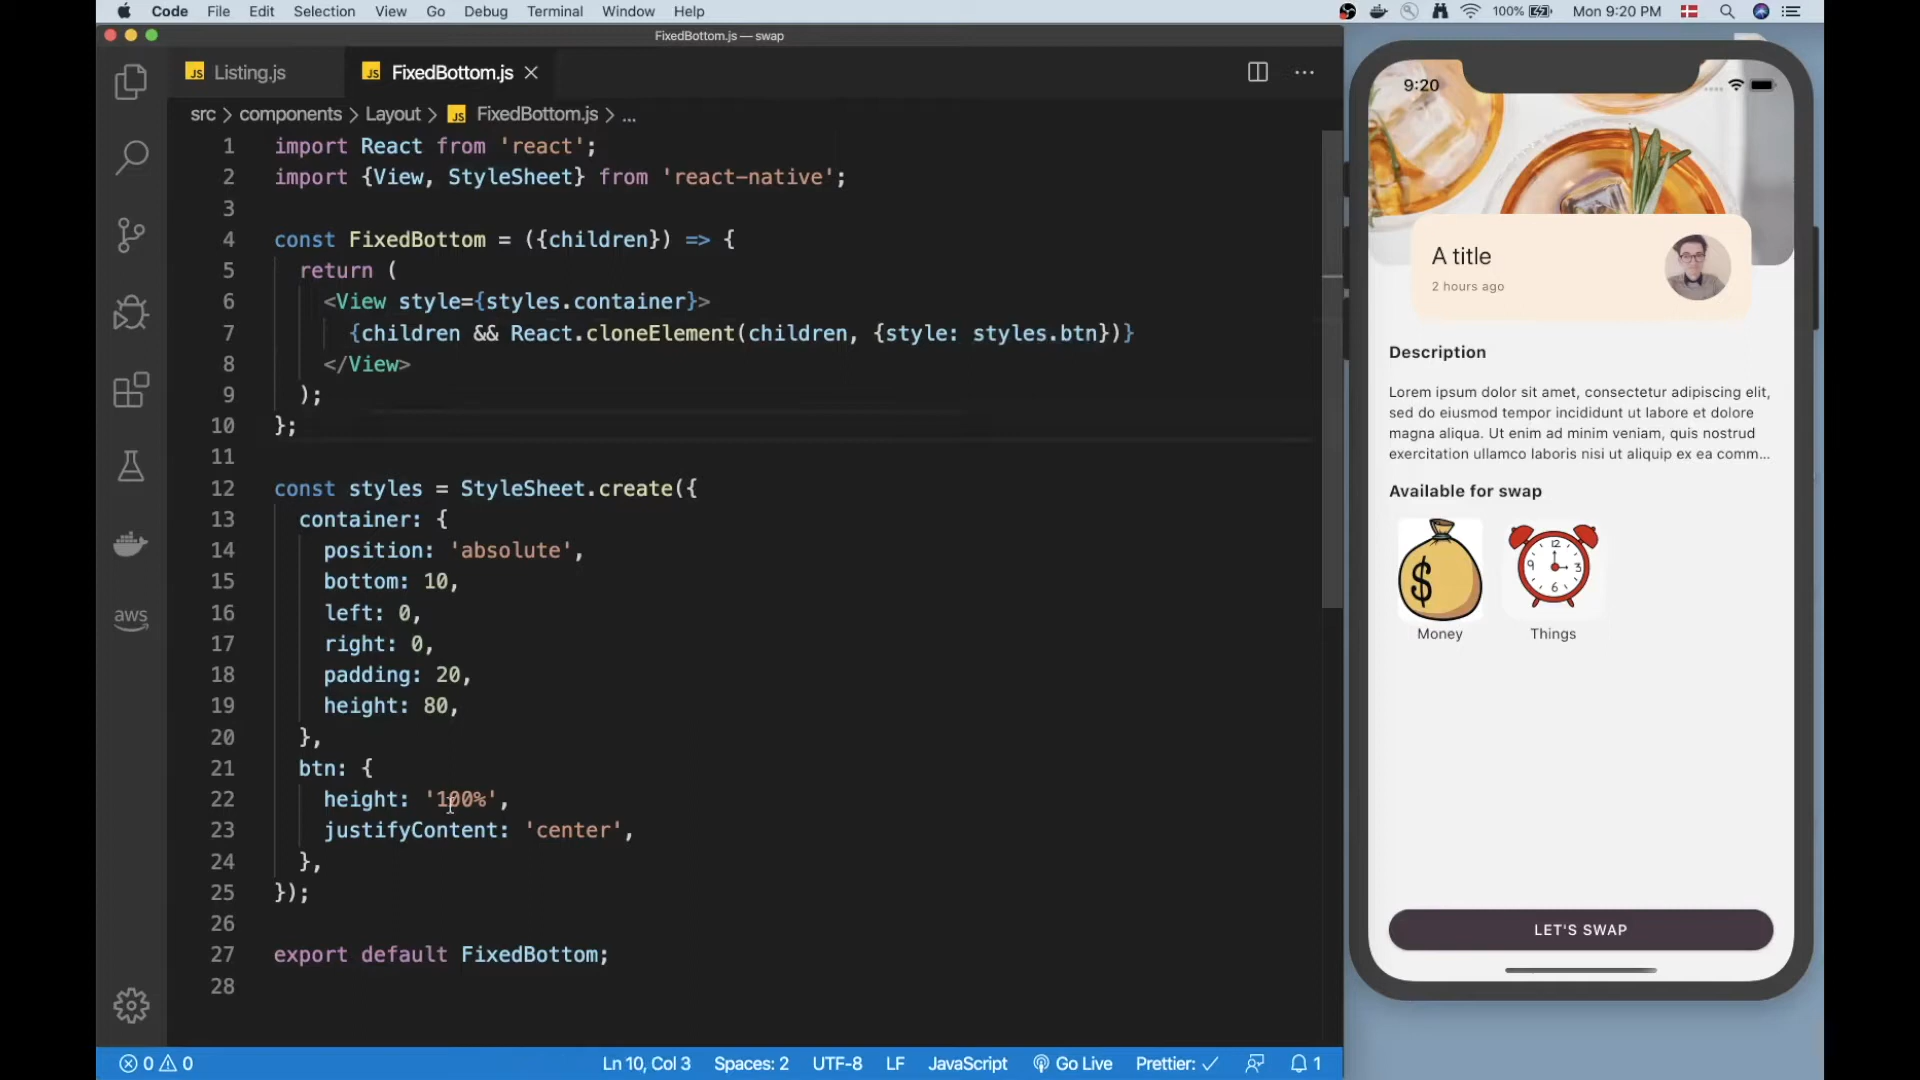 Code File Edit Selection View Go Debug Terminal Window Help
100% Mon 9:20 PM
FixedBottom.js — swap
JS Listing.js
JS FixedBottom.js
src > components > Layout > JS FixedBottom.js > ...
1 import React from 'react';
2 import {View, StyleSheet} from 'react-native';
3
4 const FixedBottom = ({children}) => {
5 return (
6 <View style={styles.container}>
7 {children && React.cloneElement(children, {style: styles.btn})}
8 </View>
9 );
10 };
11
12 const styles = StyleSheet.create({
13 container: {
14 position: 'absolute',
15 bottom: 10,
16 left: 0,
17 right: 0,
18 padding: 20,
19 height: 80,
20 },
21 btn: {
22 height: '100%',
23 justifyContent: 'center',
24 },
25 });
26
27 export default FixedBottom;
28
aws
0 0
Ln 10, Col 3 Spaces: 2 UTF-8 LF JavaScript Go Live Prettier: ✓ 1
9:20
A title
2 hours ago
Description
Lorem ipsum dolor sit amet, consectetur adipiscing elit,
sed do eiusmod tempor incididunt ut labore et dolore
magna aliqua. Ut enim ad minim veniam, quis nostrud
exercitation ullamco laboris nisi ut aliquip ex ea comm...
Available for swap
$
12
9 3
6
Money
Things
LET'S SWAP